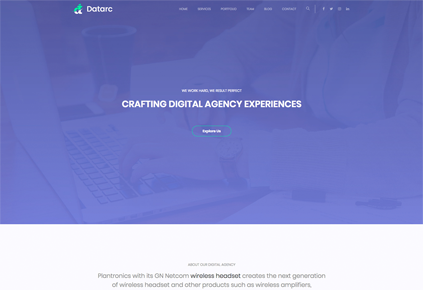 Datarc
HOME SERVICES PORTFOLIO TEAM BLOG CONTACT
WE WORK HARD, WE RESULT PERFECT
CRAFTING DIGITAL AGENCY EXPERIENCES
Explore Us
ABOUT OUR DIGITAL AGENCY
Plantronics with its GN Netcom wireless headset creates the next generation
of wireless headset and other products such as wireless amplifiers,